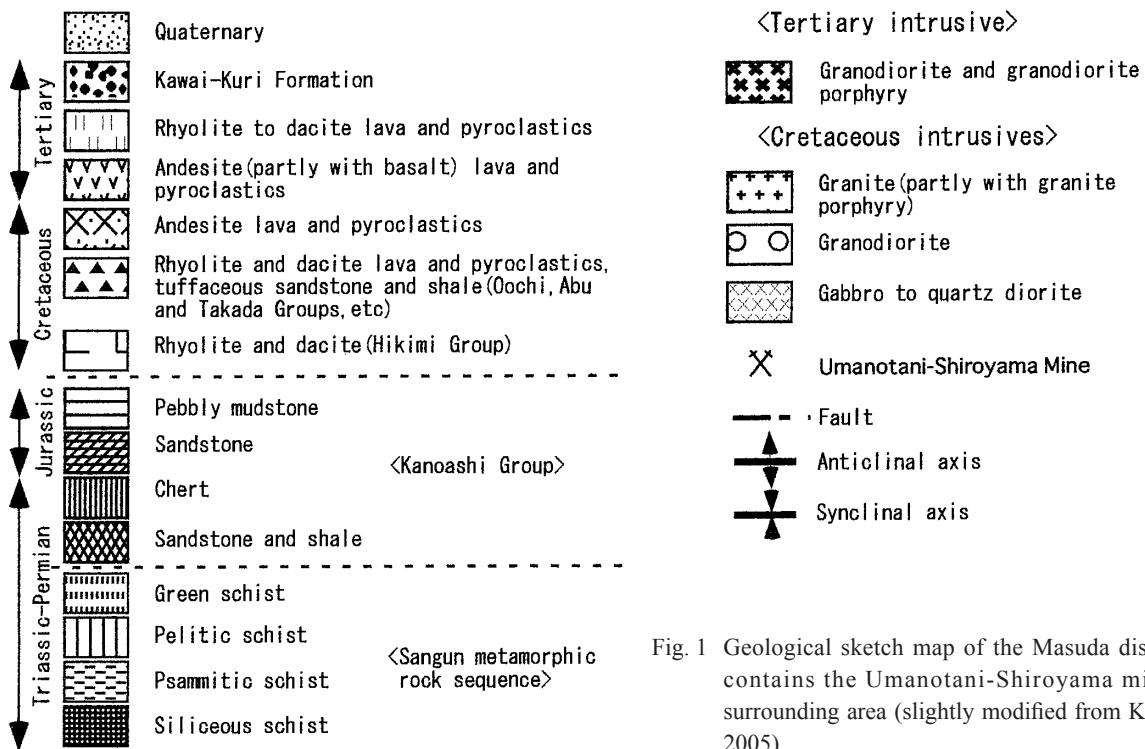 Quaternary
Kawai-Kuri Formation
Rhyolite to dacite lava and pyroclastics
Andesite(partly with basalt) lava and
pyroclastics
Andesite lava and pyroclastics
Rhyolite and dacite lava and pyroclastics,
tuffaceous sandstone and shale(Oochi,Abu
and Takada Groups,etc)
Rhyolite and dacite(Hikimi Group)
Pebbly mudstone
Sandstone
<Kanoashi Group>
Chert
Sandstone and shale
Green schist
Pelitic schist
<Sangun metamorphic
rock sequence>
Psammitic schist
Siliceous schist
Tertiary
Cretaceous
Jurassic
Triassic-Permian
<Tertiary intrusive>
Granodiorite and granodiorite
porphyry
<Cretaceous intrusives>
Granite(partly with granite
porphyry)
Granodiorite
Gabbro to quartz diorite
Umanotani-Shiroyama Mine
Fault
Anticlinal axis
Synclinal axis
Fig. 1 Geological sketch map of the Masuda dis
contains the Umanotani-Shiroyama mi
surrounding area (slightly modified from K
2005)